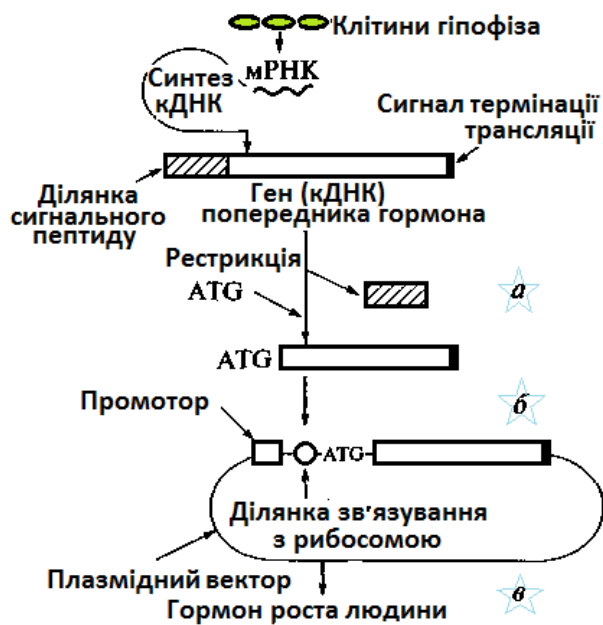 Клітини гіпофіза
мРНК
Синтез
кДНК
Сигнал термінації
трансляції
Ділянка
сигнального
пептиду
Ген (кДНК)
попередника гормона
Рестрикція
ATG
а
ATG
б
Промотор
ATG
Ділянка зв'язування
з рибосомою
Плазмідний вектор
в
Гормон роста людини